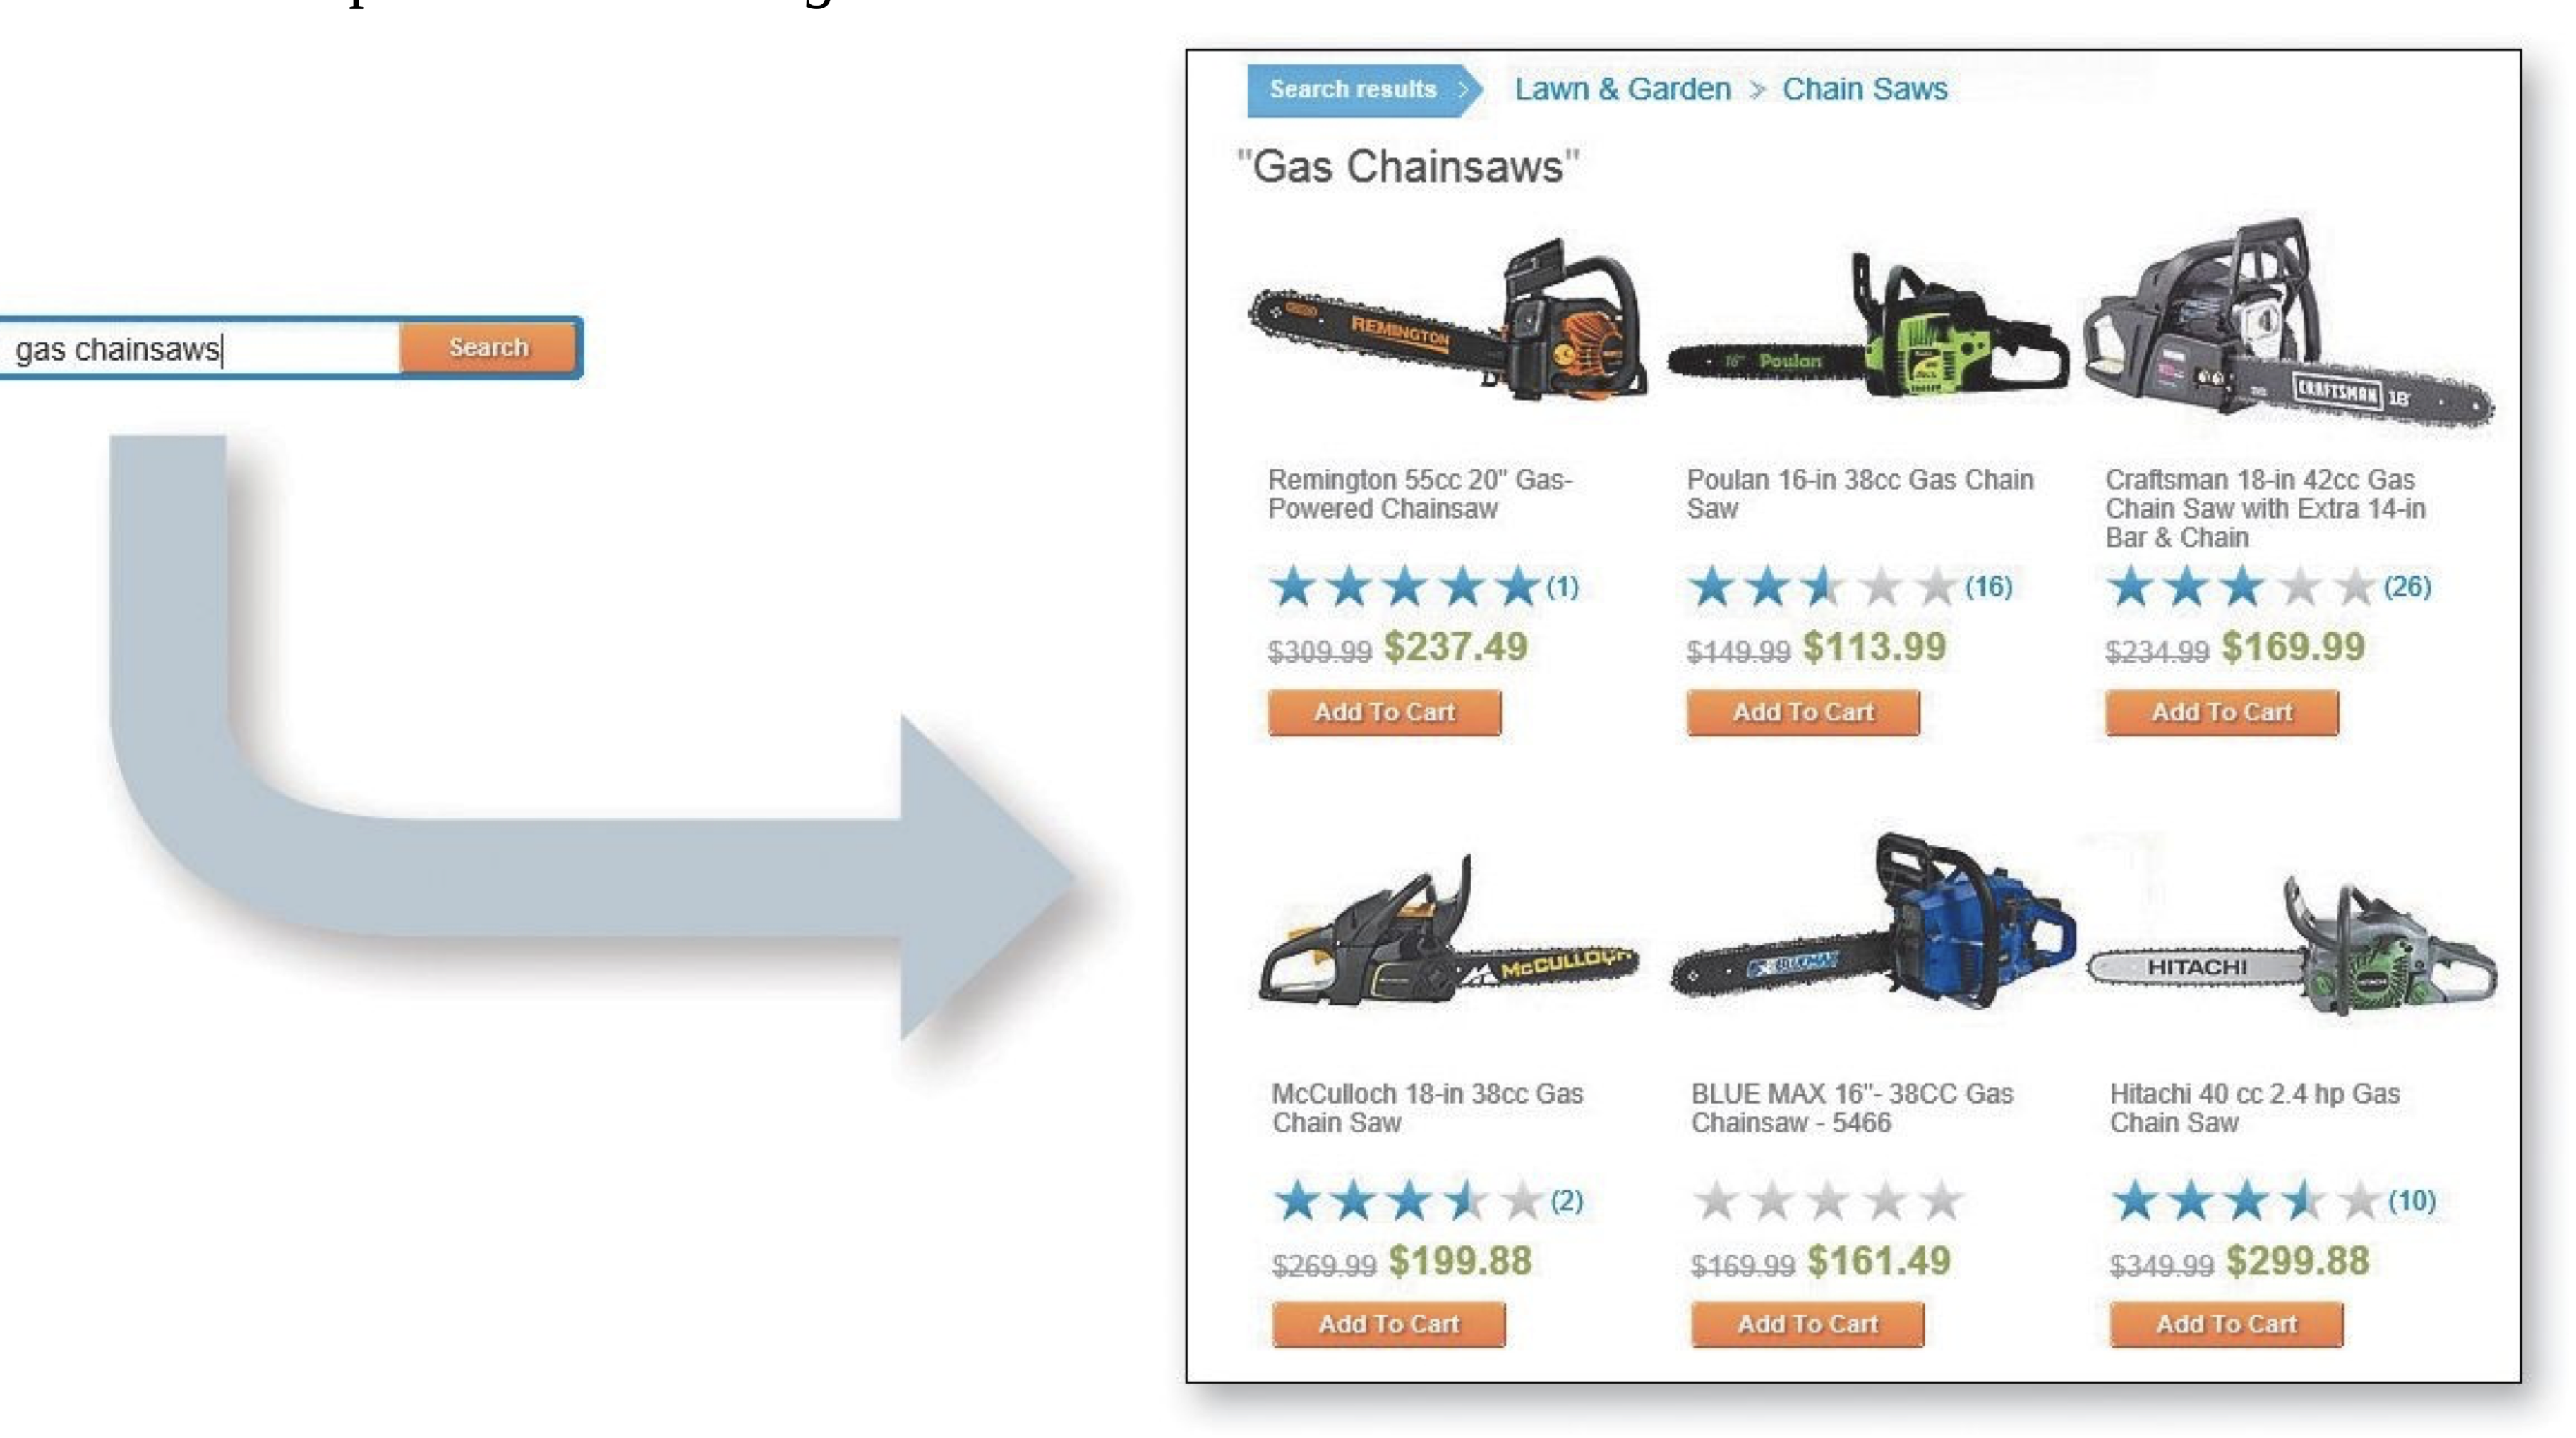 gas chainsaws
Search
Search results > Lawn & Garden > Chain Saws
"Gas Chainsaws"
REMINGTON
16" Poulan
CRAFTSMAN 18"
Remington 55cc 20" Gas-
Powered Chainsaw
Poulan 16-in 38cc Gas Chain
Saw
Craftsman 18-in 42cc Gas
Chain Saw with Extra 14-in
Bar & Chain
(1)
(16)
(26)
$309.99 $237.49
$149.99 $113.99
$234.99 $169.99
Add To Cart
Add To Cart
Add To Cart
McCULLOCH
BLUEMAX
HITACHI
McCulloch 18-in 38cc Gas
Chain Saw
BLUE MAX 16"- 38CC Gas
Chainsaw - 5466
Hitachi 40 cc 2.4 hp Gas
Chain Saw
(2)
(10)
$269.99 $199.88
$169.99 $161.49
$349.99 $299.88
Add To Cart
Add To Cart
Add To Cart